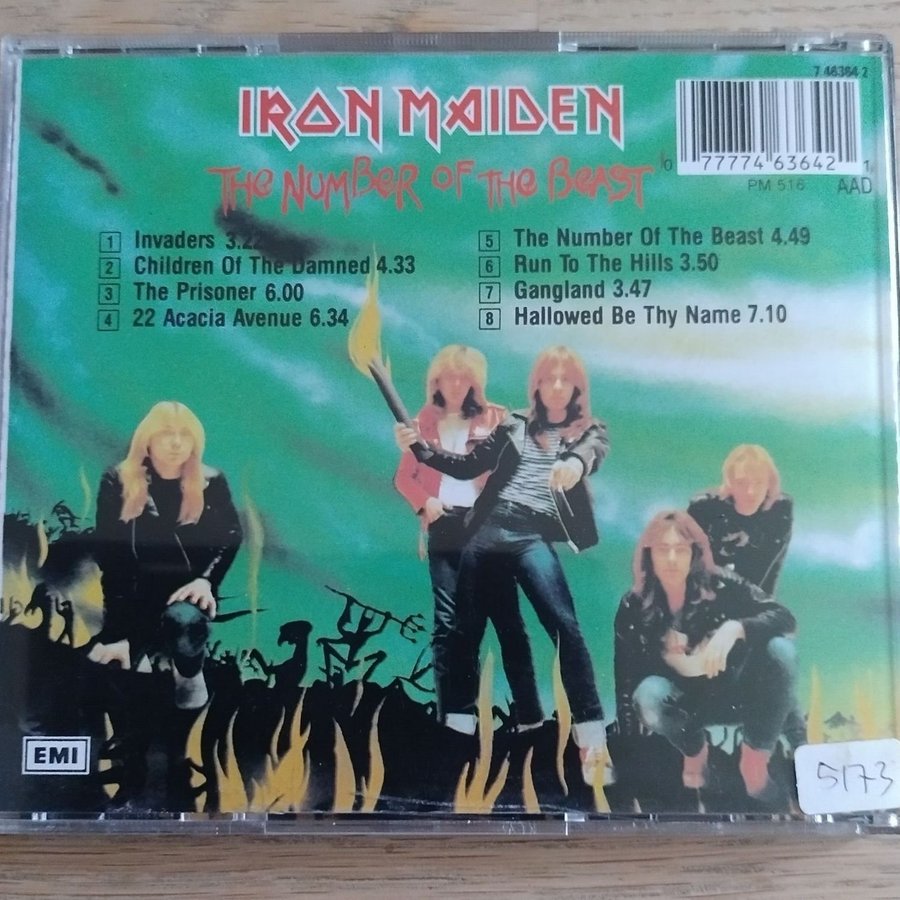 7 46364 2
IRON MAIDEN
THE NUMBER OF THE BEAST
0 77774 63642 1
PM 516 AAD
1 Invaders 3.22
2 Children Of The Damned 4.33
3 The Prisoner 6.00
4 22 Acacia Avenue 6.34
5 The Number Of The Beast 4.49
6 Run To The Hills 3.50
7 Gangland 3.47
8 Hallowed Be Thy Name 7.10
EMI
5173